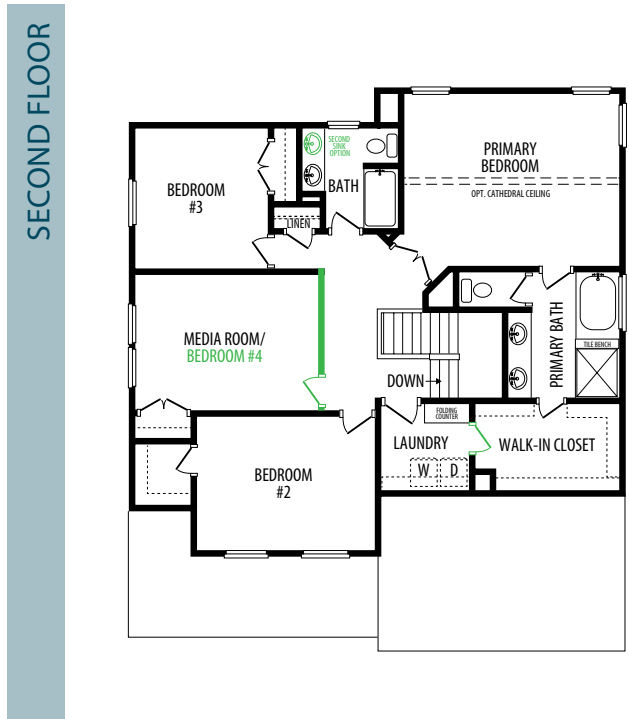 SECOND FLOOR
SECOND
SINK
OPTION
PRIMARY
BEDROOM
OPT. CATHEDRAL CEILING
BEDROOM
#3
BATH
LINEN
MEDIA ROOM/
BEDROOM #4
DOWN
PRIMARY BATH
TILE BENCH
FOLDING
COUNTER
LAUNDRY
W
D
WALK-IN CLOSET
BEDROOM
#2